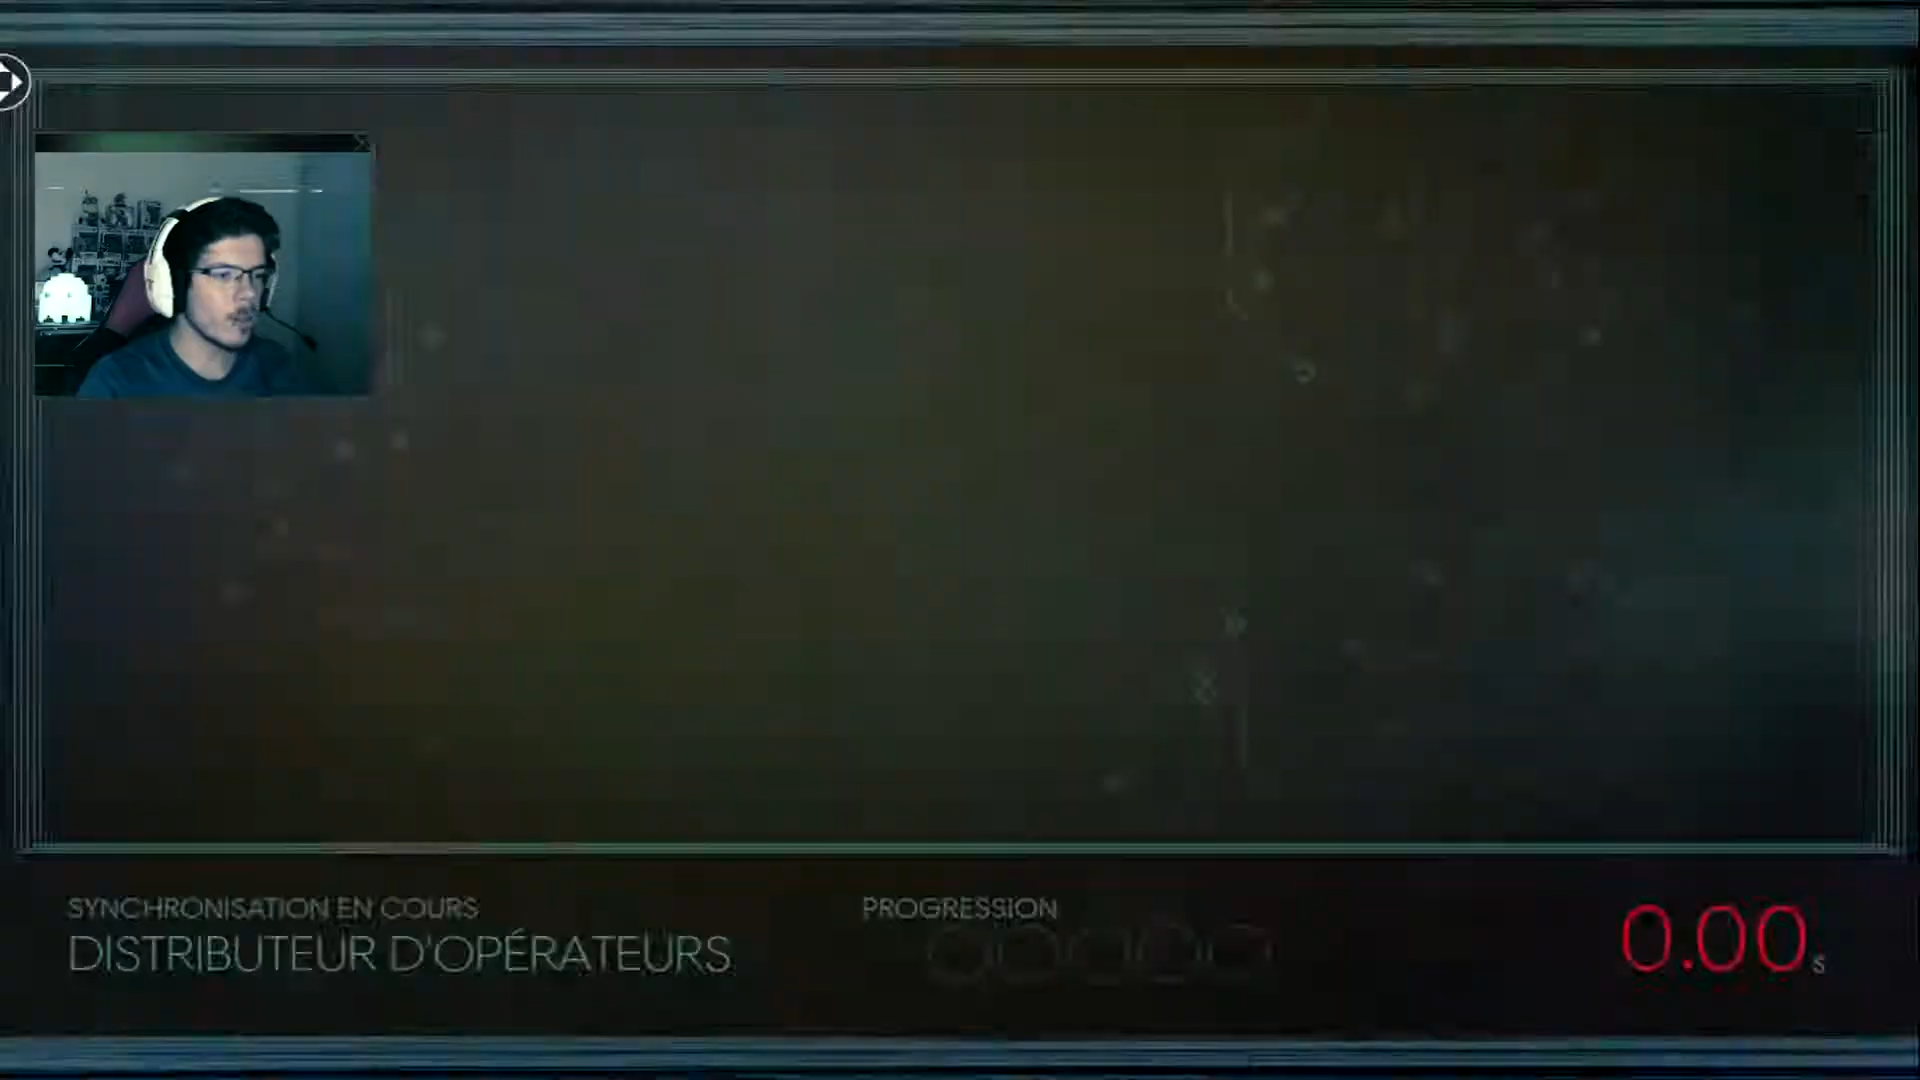 SYNCHRONISATION EN COURS
DISTRIBUTEUR D'OPÉRATEURS
PROGRESSION
0.00s